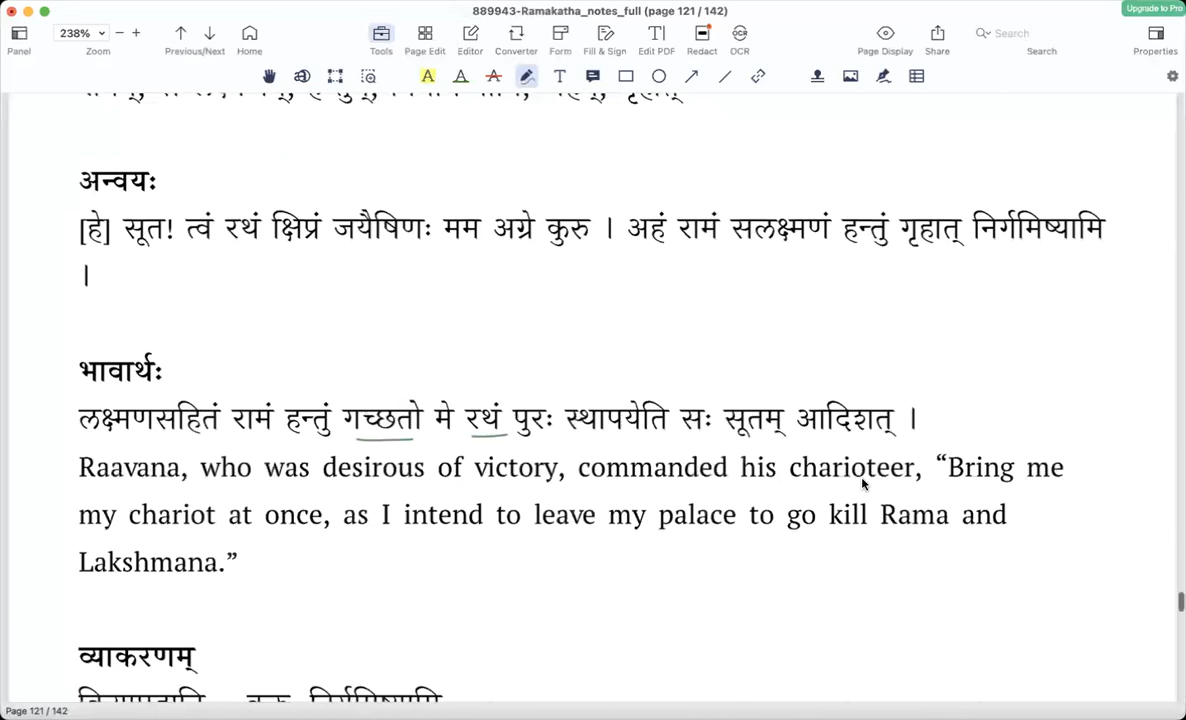 889943-Ramakatha_notes_full (page 121 / 142)
Upgrade to Pro
238%
Panel Zoom Previous/Next Home Tools Page Edit Editor Converter Form Fill & Sign Edit PDF Redact OCR Page Display Share Search Search Properties
अन्वयः
[हे] सूत! त्वं रथं क्षिप्रं जयैषिणः मम अग्रे कुरु । अहं रामं सलक्ष्मणं हन्तुं गृहात् निर्गमिष्यामि
।
भावार्थः
लक्ष्मणसहितं रामं हन्तुं गच्छतो मे रथं पुरः स्थापयेति सः सूतम् आदिशत् ।
Raavana, who was desirous of victory, commanded his charioteer, “Bring me
my chariot at once, as I intend to leave my palace to go kill Rama and
Lakshmana.”
व्याकरणम्
Page 121 / 142